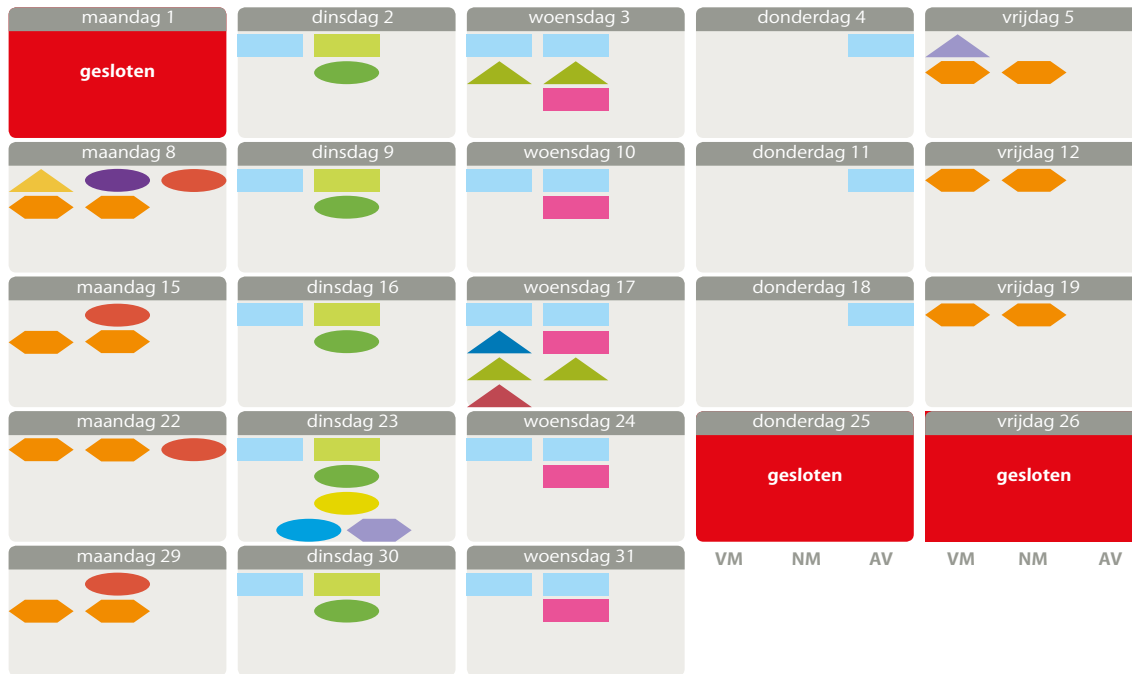 maandag 1
dinsdag 2
woensdag 3
donderdag 4
vrijdag 5
gesloten
maandag 8
dinsdag 9
woensdag 10
donderdag 11
vrijdag 12
maandag 15
dinsdag 16
woensdag 17
donderdag 18
vrijdag 19
maandag 22
dinsdag 23
woensdag 24
donderdag 25
vrijdag 26
gesloten
gesloten
maandag 29
dinsdag 30
woensdag 31
VM NM AV
VM NM AV